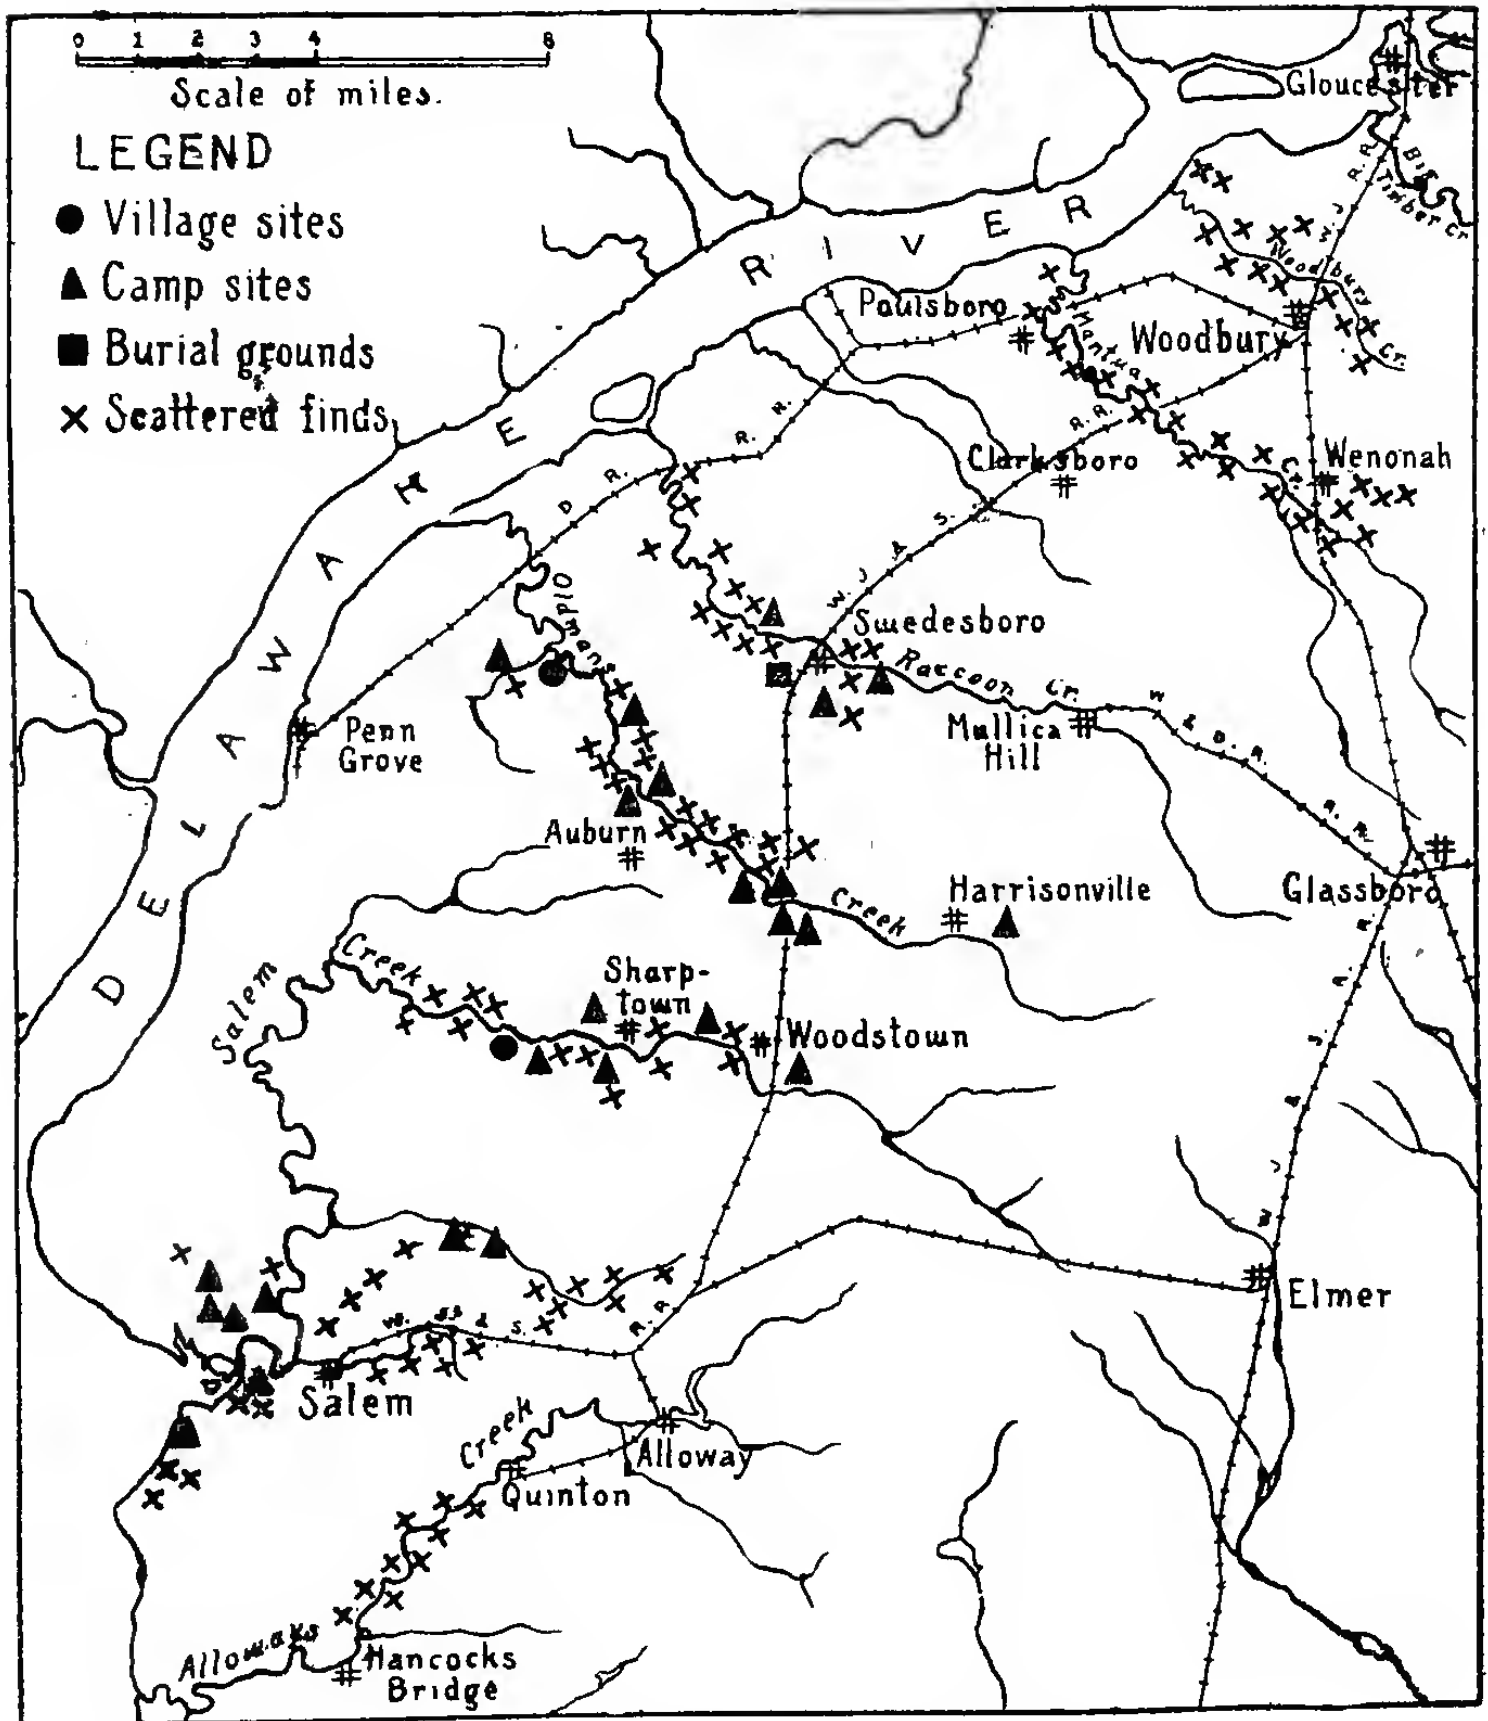 0 1 2 3 4 8
Scale of miles.
LEGEND
Village sites
Camp sites
Burial grounds
Scattered finds
DELAWARE RIVER
Gloucester
Big
Timber Cr
W. J. R.R.
Woodbury
Cr.
Paulsboro
Woodbury
Mantua
Cr.
R.R.
Clarksboro
Wenonah
D. R. R. R.
W. J. & S.
Oldmans
Swedesboro
Raccoon Cr.
Mullica
Hill
W & D. R.
R. R.
Penn
Grove
Auburn
Creek
Harrisonville
Glassboro
Salem
Creek
Sharp-
town
Woodstown
W J & S. R. R.
Elmer
& S. R. R.
Salem
Creek
Alloway
Quinton
Alloways
Hancocks
Bridge